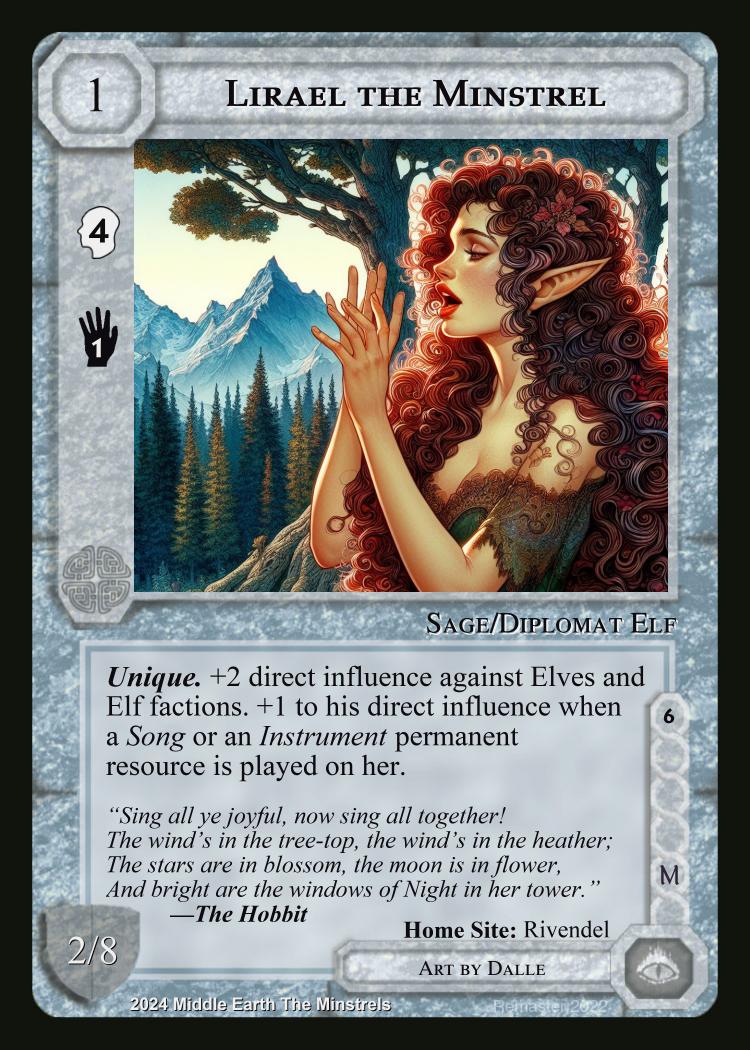 1
Lirael the Minstrel
4
1
Sage/Diplomat Elf
Unique. +2 direct influence against Elves and
Elf factions. +1 to his direct influence when
a Song or an Instrument permanent
resource is played on her.
6
“Sing all ye joyful, now sing all together!
The wind’s in the tree-top, the wind’s in the heather;
The stars are in blossom, the moon is in flower,
And bright are the windows of Night in her tower.”
—The Hobbit
M
Home Site: Rivendel
2/8
Art by Dalle
2024 Middle Earth The Minstrels
Remaster 2022